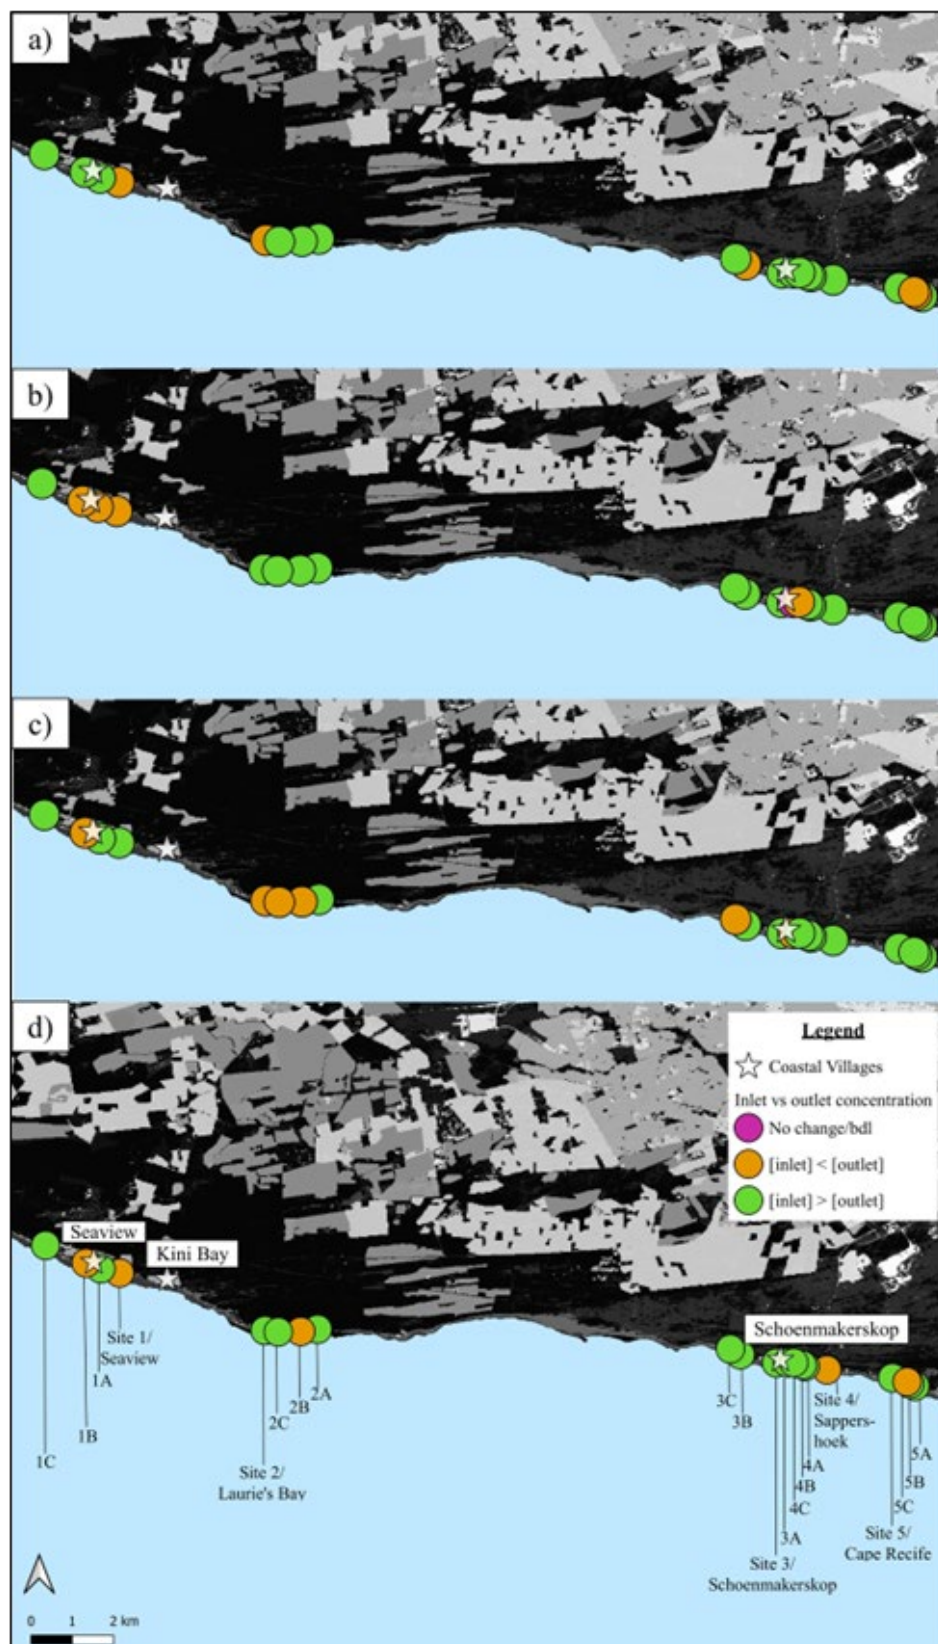 a)
b)
c)
d)
Legend
Coastal Villages
Inlet vs outlet concentration
No change/bdl
[inlet] < [outlet]
[inlet] > [outlet]
Seaview
Kini Bay
Schoenmakerskop
Site 1/
Seaview
1A
1B
1C
2A
2B
2C
Site 2/
Laurie's Bay
3C
3B
Site 4/
Sappers-
hoek
4A
4B
4C
3A
Site 3/
Schoenmakerskop
5A
5B
5C
Site 5/
Cape Recife
0 1 2 km